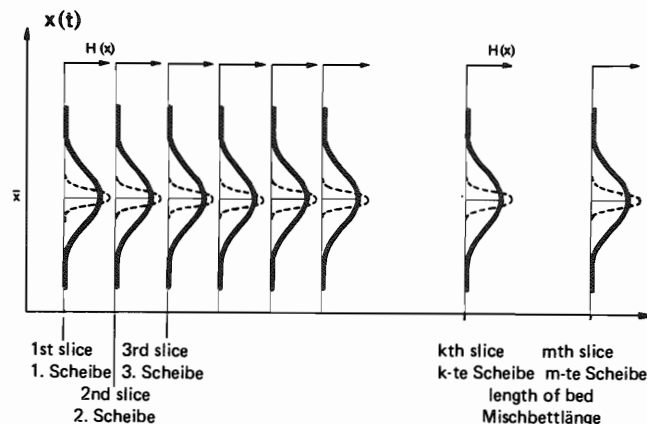 x(t)
H(x)
H(x)
x̄
1st slice
1. Scheibe
3rd slice
3. Scheibe
2nd slice
2. Scheibe
kth slice
k-te Scheibe
mth slice
m-te Scheibe
length of bed
Mischbettlänge